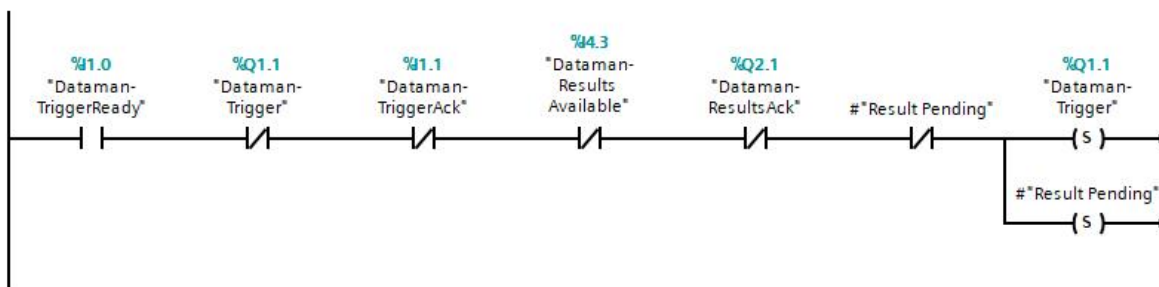 %I1.0
"Dataman-
TriggerReady"
%Q1.1
"Dataman-
Trigger"
%I1.1
"Dataman-
TriggerAck"
%I4.3
"Dataman-
Results
Available"
%Q2.1
"Dataman-
ResultsAck"
#"Result Pending"
%Q1.1
"Dataman-
Trigger"
S
#"Result Pending"
S